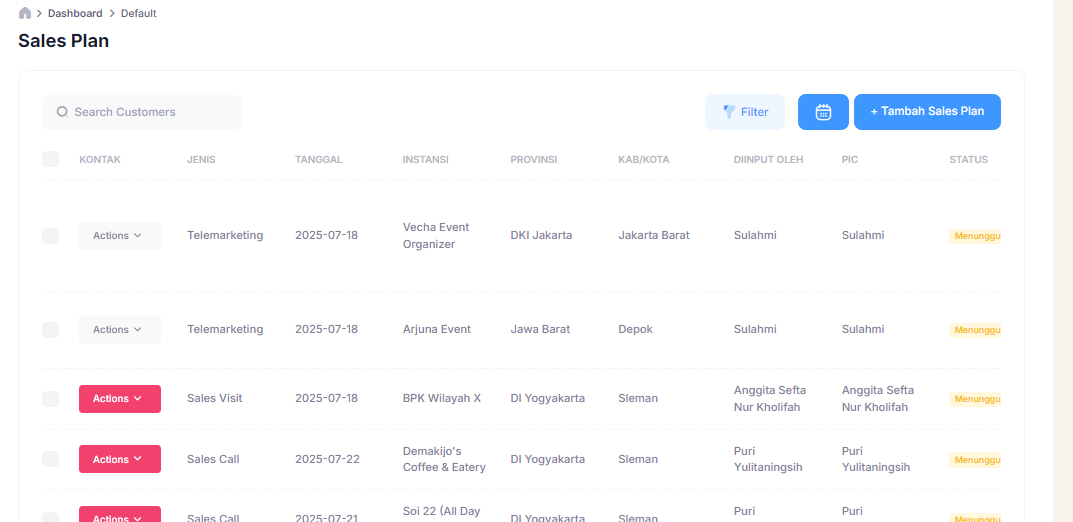 Dashboard > Default
Sales Plan
Search Customers
Filter
+ Tambah Sales Plan
KONTAK JENIS TANGGAL INSTANSI PROVINSI KAB/KOTA DIINPUT OLEH PIC STATUS
Actions Telemarketing 2025-07-18 Vecha Event Organizer DKI Jakarta Jakarta Barat Sulahmi Sulahmi Menunggu
Actions Telemarketing 2025-07-18 Arjuna Event Jawa Barat Depok Sulahmi Sulahmi Menunggu
Actions Sales Visit 2025-07-18 BPK Wilayah X DI Yogyakarta Sleman Anggita Sefta Nur Kholifah Anggita Sefta Nur Kholifah Menunggu
Actions Sales Call 2025-07-22 Demakijo's Coffee & Eatery DI Yogyakarta Sleman Puri Yulitaningsih Puri Yulitaningsih Menunggu
Actions Sales Call 2025-07-21 Soi 22 (All Day DI Yogyakarta Sleman Puri Puri Menunggu